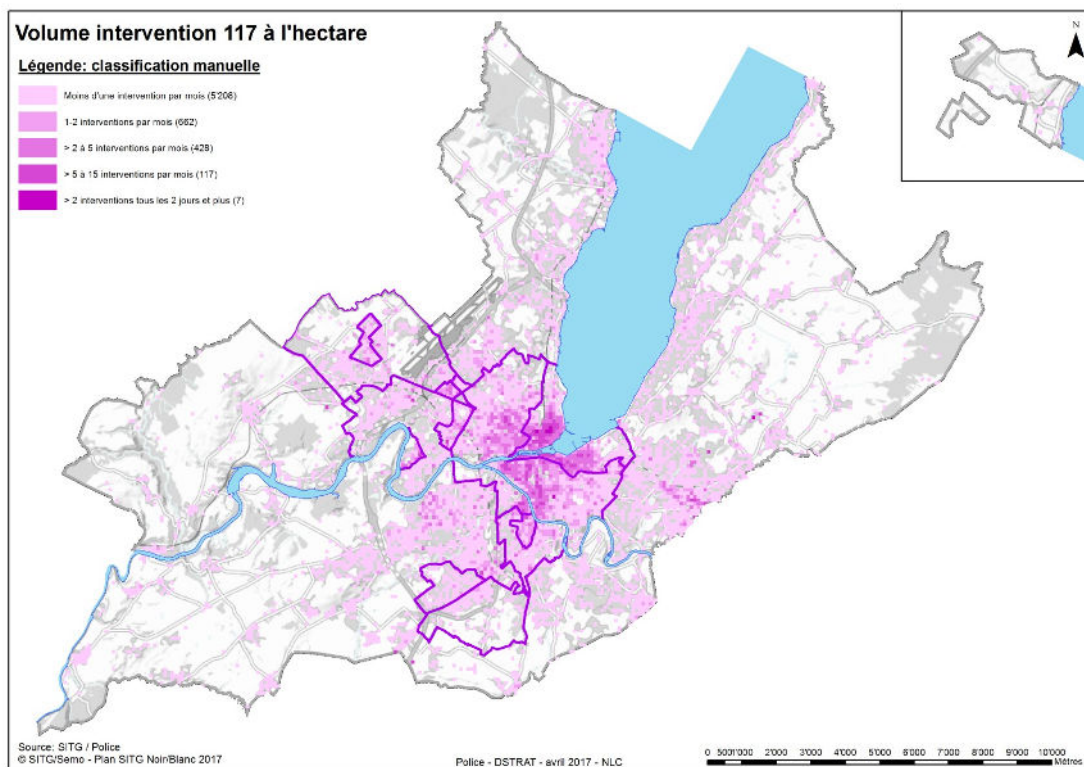 Volume intervention 117 à l'hectare
Légende: classification manuelle
Moins d'une intervention par mois (5'208)
1-2 interventions par mois (662)
> 2 à 5 interventions par mois (428)
> 5 à 15 interventions par mois (117)
> 2 interventions tous les 2 jours et plus (7)
N
Source: SITG / Police
© SITG/Semo - Plan SITG Noir/Blanc 2017
Police - DSTRAT - avril 2017 - NLC
0 500 1'000 2'000 3'000 4'000 5'000 6'000 7'000 8'000 9'000 10'000
Mètres